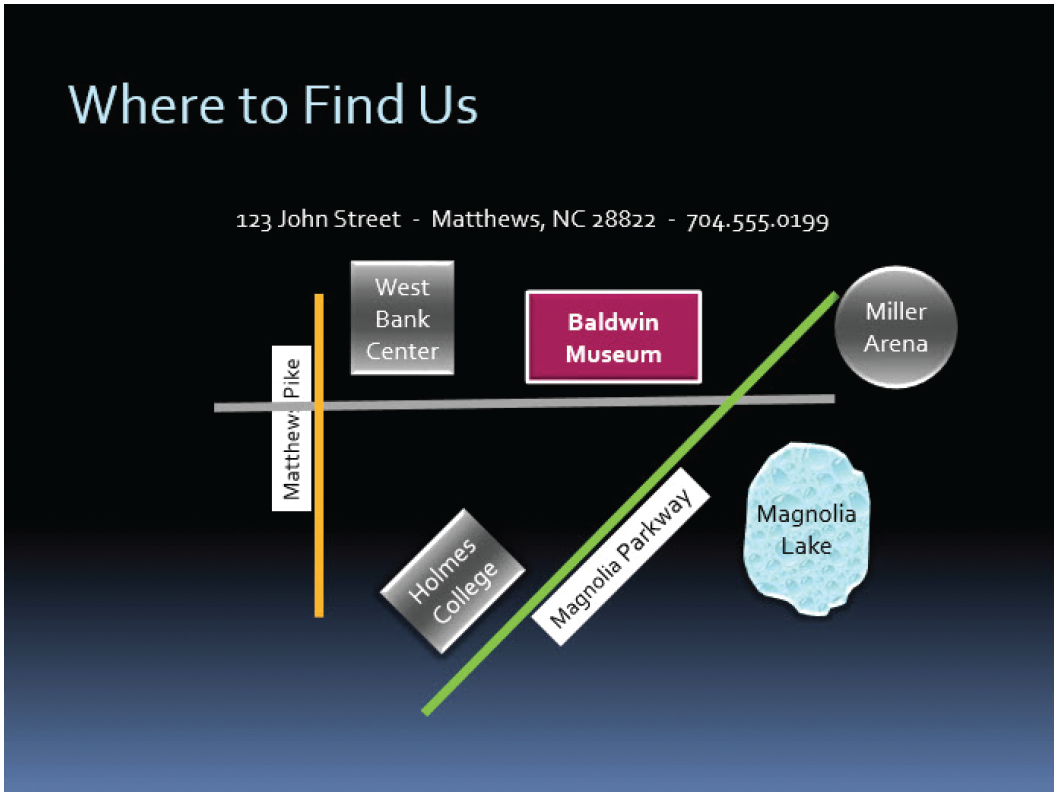 Where to Find Us
123 John Street - Matthews, NC 28822 - 704.555.0199
West
Bank
Center
Baldwin
Museum
Miller
Arena
Matthews Pike
Magnolia
Lake
Magnolia Parkway
Holmes
College